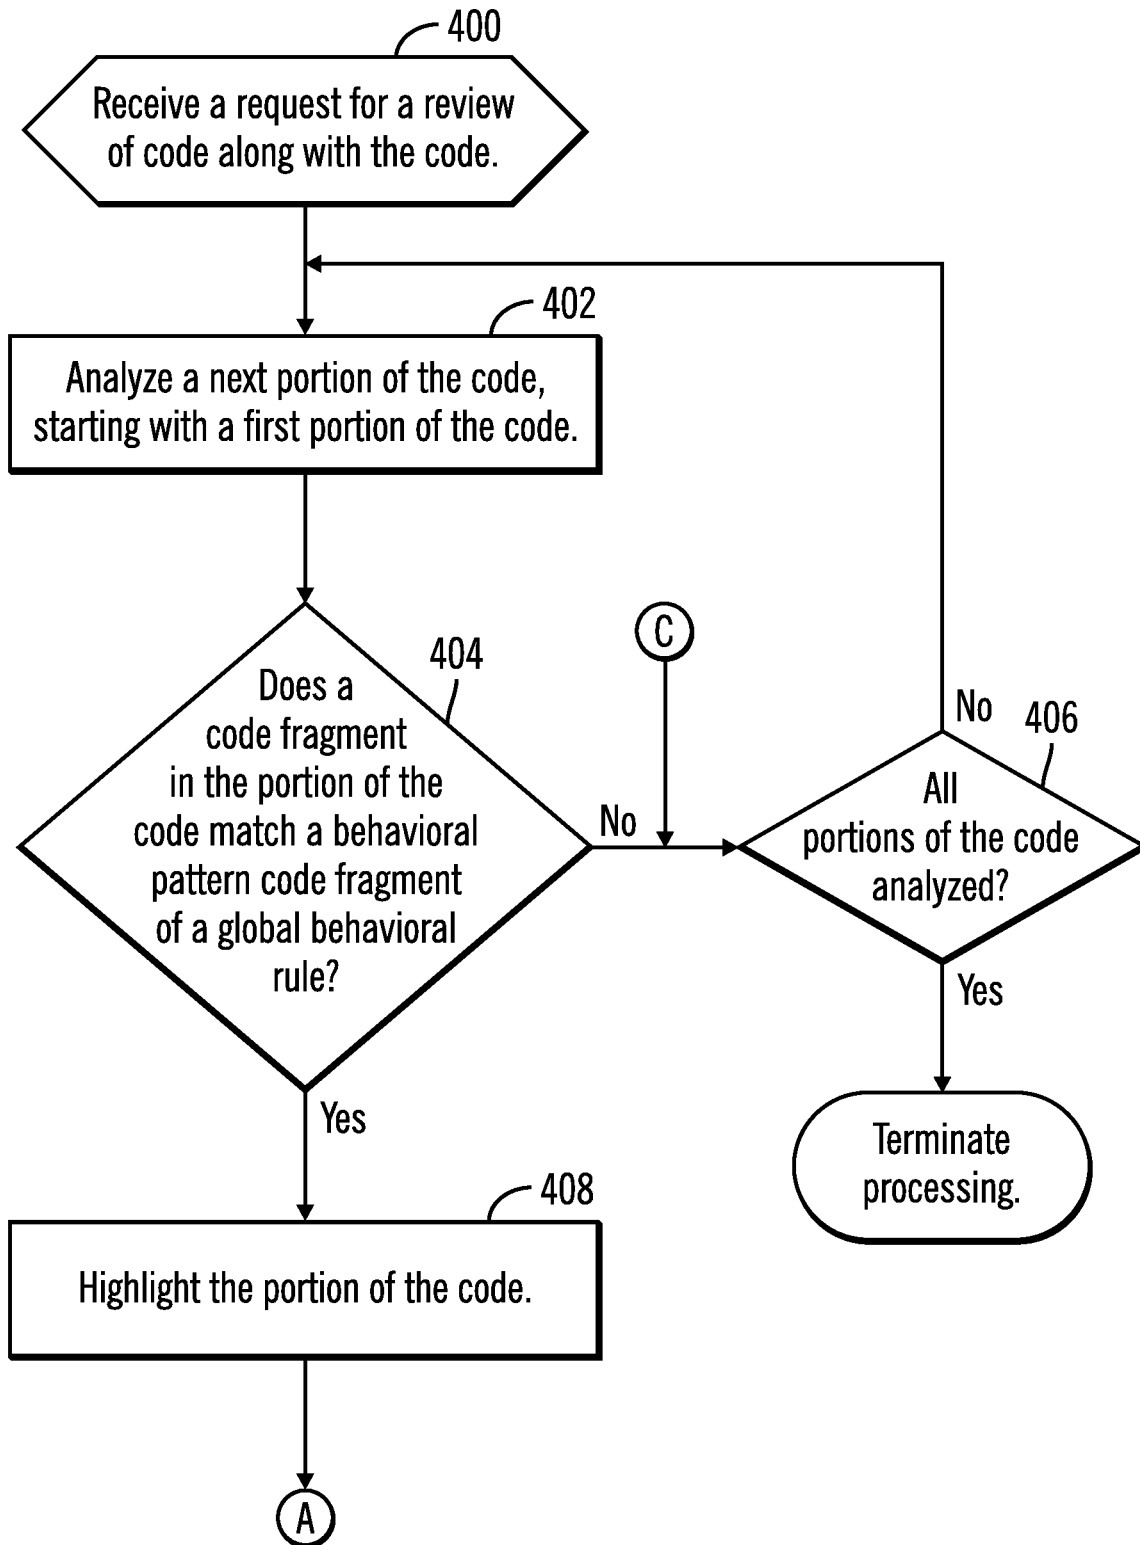 400
Receive a request for a review
of code along with the code.
402
Analyze a next portion of the code,
starting with a first portion of the code.
404
Does a
code fragment
in the portion of the
code match a behavioral
pattern code fragment
of a global behavioral
rule?
No
C
No
406
All
portions of the code
analyzed?
Yes
Terminate
processing.
Yes
408
Highlight the portion of the code.
A